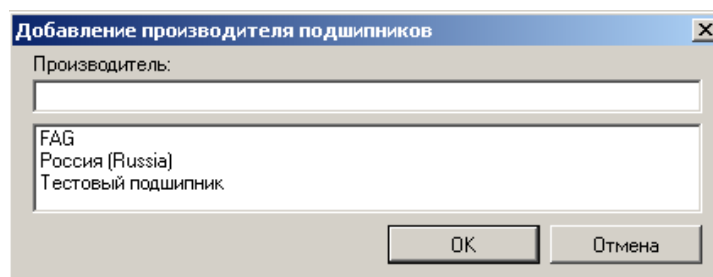 Добавление производителя подшипников
Производитель:
FAG
Россия (Russia)
Тестовый подшипник
OK
Отмена